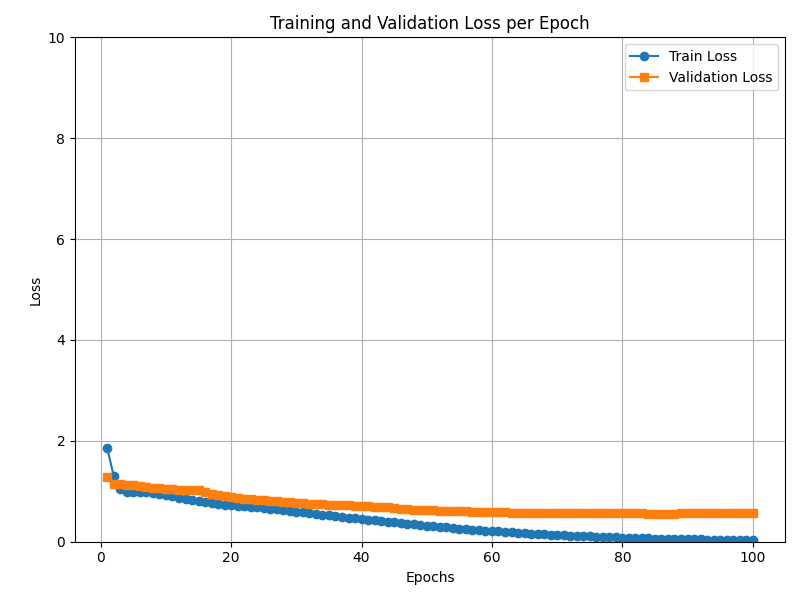 Training and Validation Loss per Epoch
Train Loss
Validation Loss
10
8
6
4
2
0
Loss
0 20 40 60 80 100
Epochs